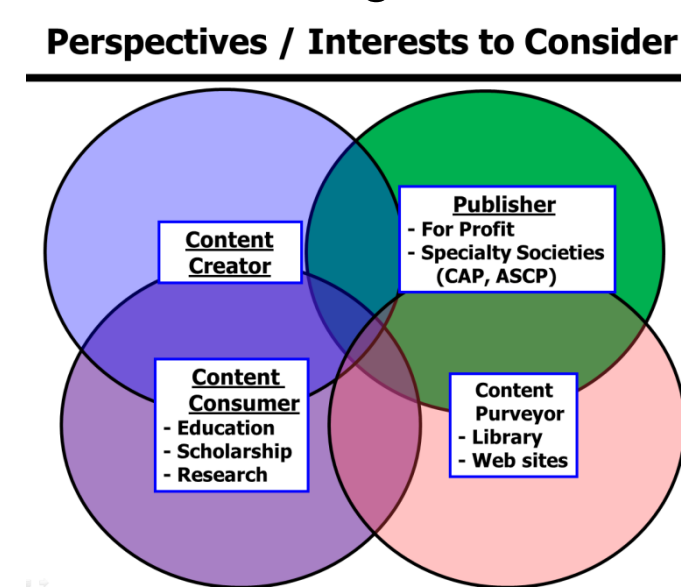 Perspectives / Interests to Consider
Content
Creator
Publisher
- For Profit
- Specialty Societies
(CAP, ASCP)
Content
Consumer
- Education
- Scholarship
- Research
Content
Purveyor
- Library
- Web sites